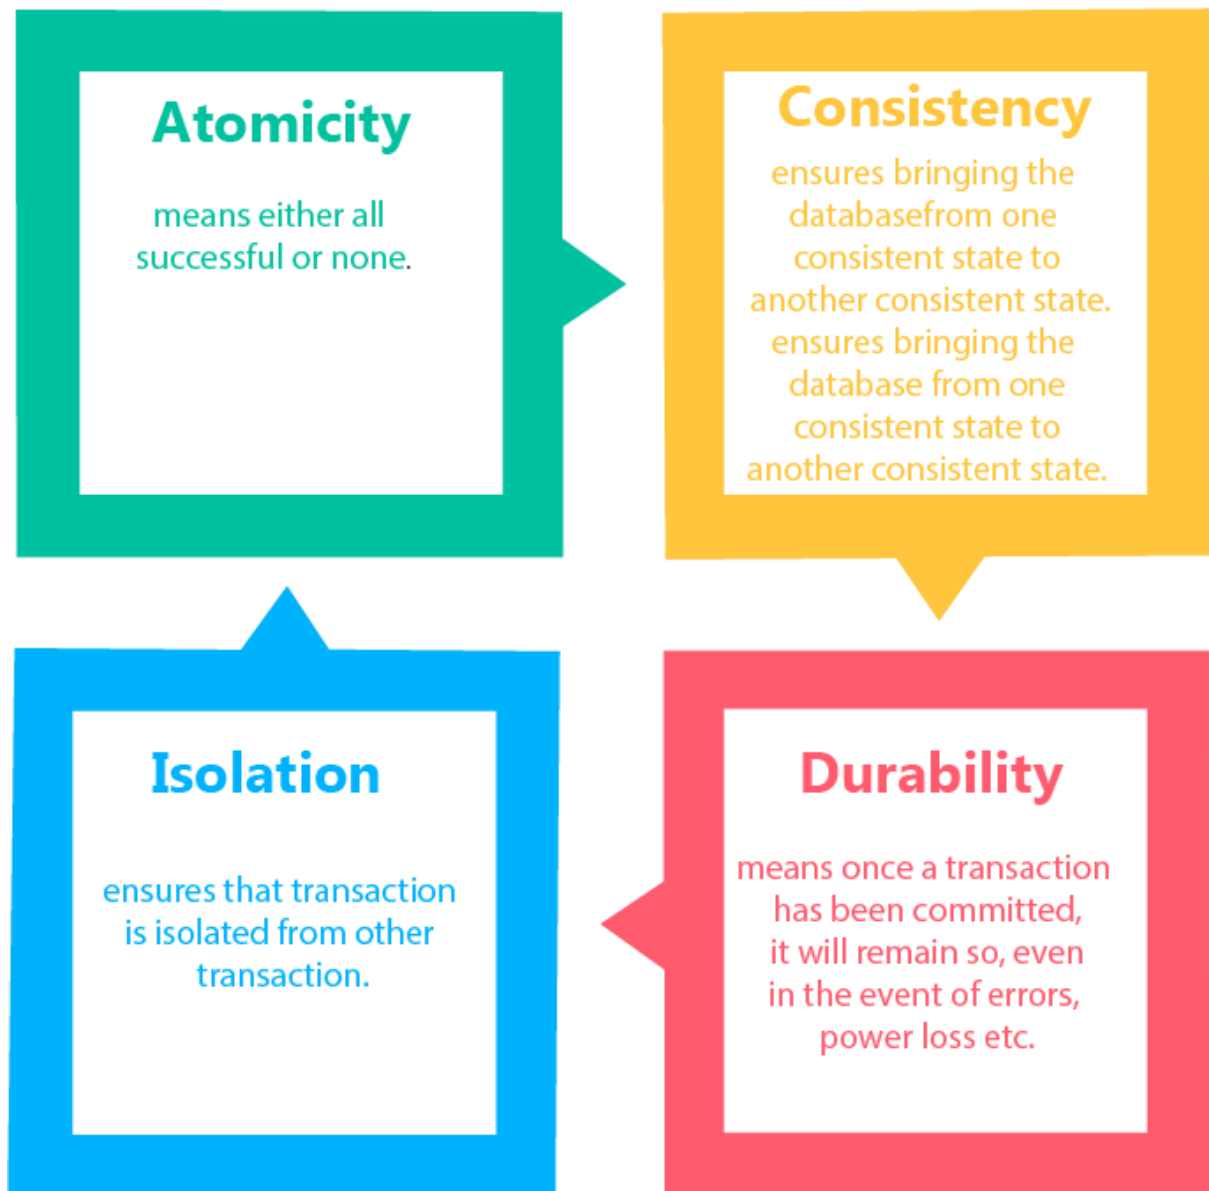 Atomicity
means either all
successful or none.
Consistency
ensures bringing the
databasefrom one
consistent state to
another consistent state.
ensures bringing the
database from one
consistent state to
another consistent state.
Isolation
ensures that transaction
is isolated from other
transaction.
Durability
means once a transaction
has been committed,
it will remain so, even
in the event of errors,
power loss etc.